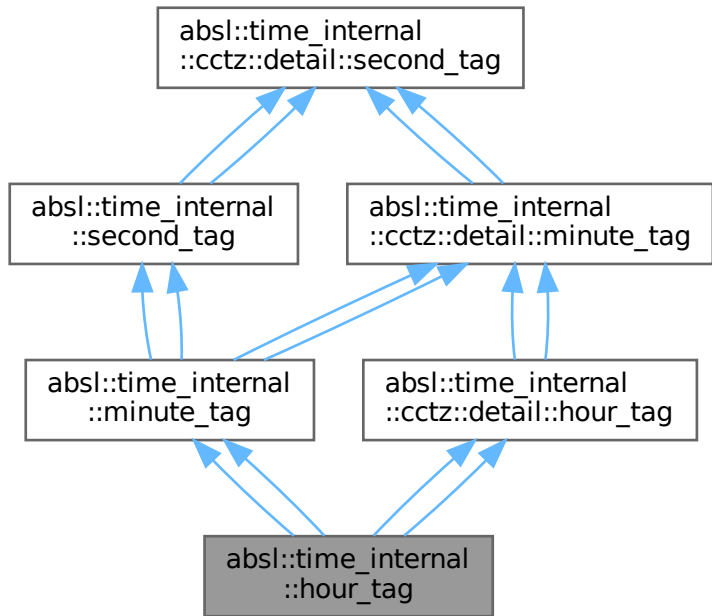 absl::time_internal
::cctz::detail::second_tag
absl::time_internal
::second_tag
absl::time_internal
::cctz::detail::minute_tag
absl::time_internal
::minute_tag
absl::time_internal
::cctz::detail::hour_tag
absl::time_internal
::hour_tag